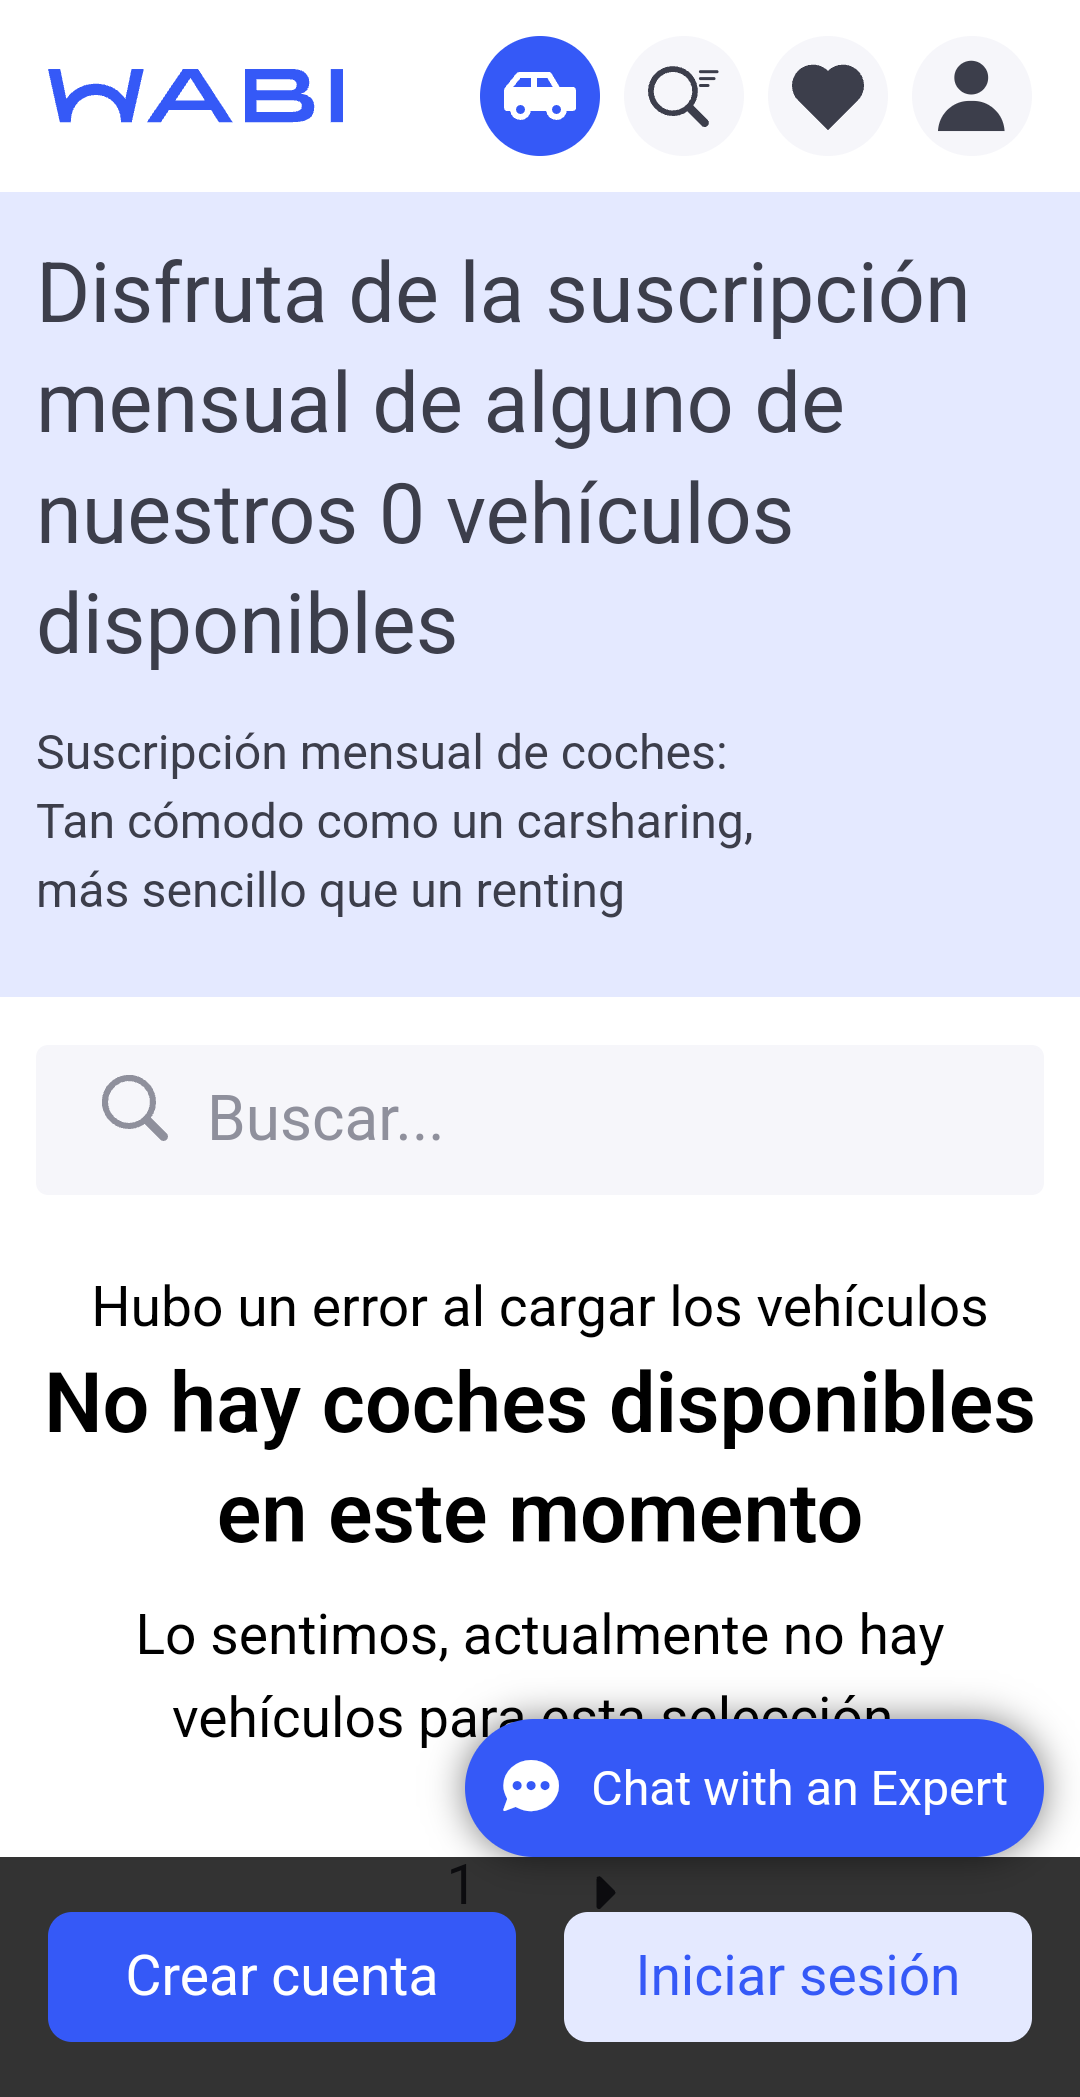 WABI
Disfruta de la suscripción
mensual de alguno de
nuestros 0 vehículos
disponibles
Suscripción mensual de coches:
Tan cómodo como un carsharing,
más sencillo que un renting
Buscar...
Hubo un error al cargar los vehículos
No hay coches disponibles
en este momento
Lo sentimos, actualmente no hay
vehículos para esta selección
Chat with an Expert
1
Crear cuenta
Iniciar sesión